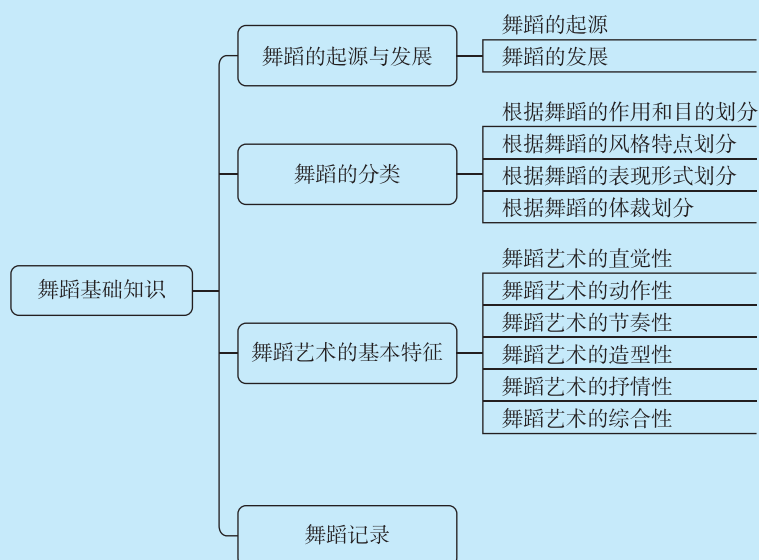 舞蹈基础知识
舞蹈的起源与发展
舞蹈的起源
舞蹈的发展
舞蹈的分类
根据舞蹈的作用和目的划分
根据舞蹈的风格特点划分
根据舞蹈的表现形式划分
根据舞蹈的体裁划分
舞蹈艺术的基本特征
舞蹈艺术的直觉性
舞蹈艺术的动作性
舞蹈艺术的节奏性
舞蹈艺术的造型性
舞蹈艺术的抒情性
舞蹈艺术的综合性
舞蹈记录